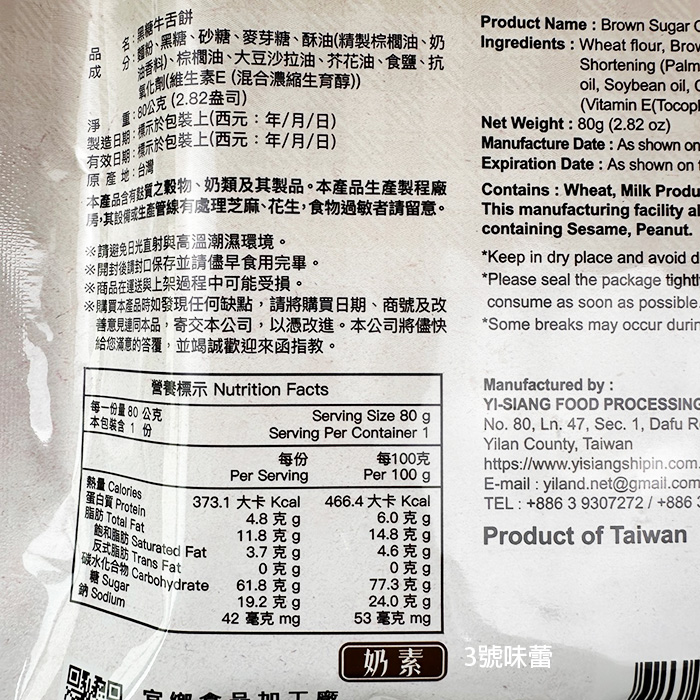 品　　名：黑糖牛舌餅
成　　分：麵粉、黑糖、砂糖、麥芽糖、酥油(精製棕櫚油、奶
油香料)、棕櫚油、大豆沙拉油、芥花油、食鹽、抗
氧化劑(維生素E (混合濃縮生育醇))
淨　　重：80公克 (2.82盎司)
製造日期：標示於包裝上(西元：年/月/日)
有效日期：標示於包裝上(西元：年/月/日)
原 產 地：台灣
本產品含有麩質之穀物、奶類及其製品。本產品生產製程廠
房，其設備或生產管線有處理芝麻、花生，食物過敏者請留意。
※請避免日光直射與高溫潮濕環境。
※開封後請封口保存並請儘早食用完畢。
※商品在運送與上架過程中可能受損。
※購買本產品時如發現任何缺點，請將購買日期、商號及改
善意見連同本品，寄交本公司，以憑改進。本公司將儘快
給您滿意的答覆，並竭誠歡迎來函指教。
營養標示 Nutrition Facts
每一份量 80 公克 Serving Size 80 g
本包裝含 1 份 Serving Per Container 1
每份 每100克
Per Serving Per 100 g
熱量 Calories 373.1 大卡 Kcal 466.4 大卡 Kcal
蛋白質 Protein 4.8 克 g 6.0 克 g
脂肪 Total Fat 11.8 克 g 14.8 克 g
飽和脂肪 Saturated Fat 3.7 克 g 4.6 克 g
反式脂肪 Trans Fat 0 克 g 0 克 g
碳水化合物 Carbohydrate 61.8 克 g 77.3 克 g
糖 Sugar 19.2 克 g 24.0 克 g
鈉 Sodium 42 毫克 mg 53 毫克 mg
奶素
Product Name : Brown Sugar
Ingredients : Wheat flour,
Shortening (Palm
oil, Soybean oil,
(Vitamin E
Net Weight : 80g (2.82 oz)
Manufacture Date : As shown on
Expiration Date : As shown on
Contains : Wheat, Milk
This manufacturing facility
containing Sesame, Peanut.
*Keep in dry place and avoid
*Please seal the package
consume as soon as possible.
*Some breaks may occur
Manufactured by :
YI-SIANG FOOD PROCESSING
No. 80, Ln. 47, Sec. 1, Dafu
Yilan County, Taiwan
https://www.yisiangshipin.com
E-mail : yiland.net@gmail.com
TEL : +886 3 9307272 / +886
Product of Taiwan
3號味蕾